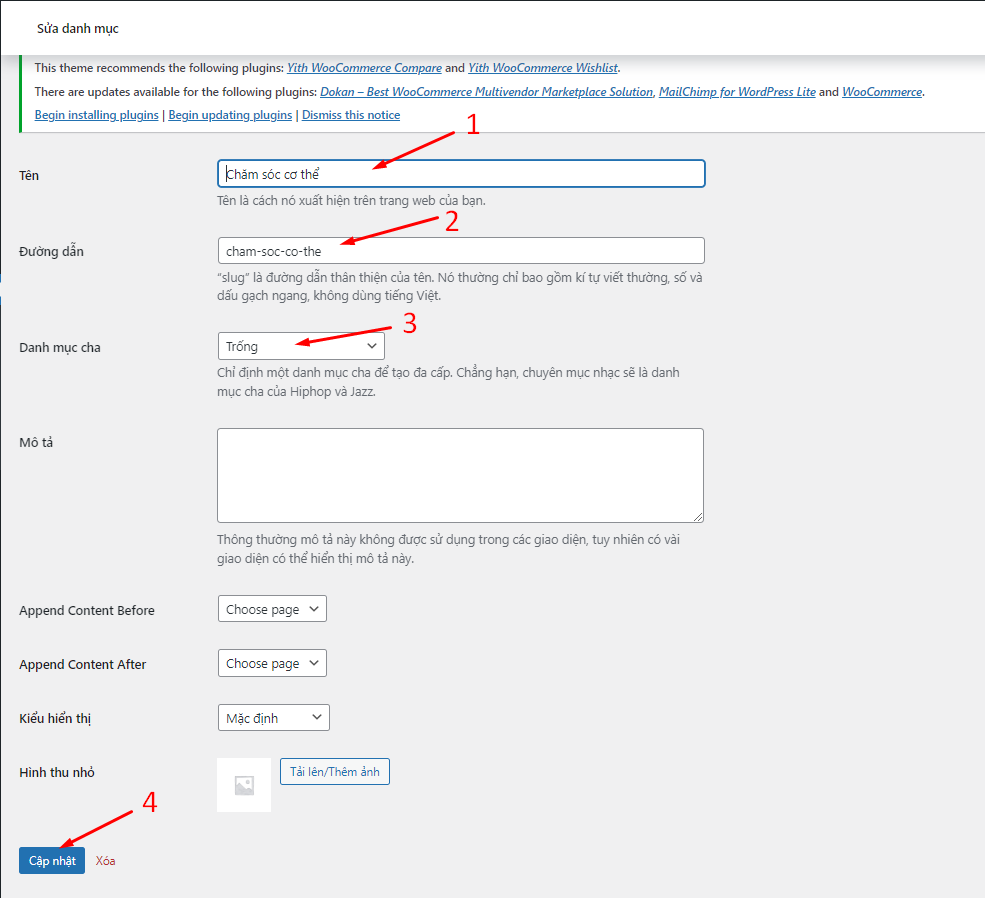 Sửa danh mục
This theme recommends the following plugins: Yith WooCommerce Compare and Yith WooCommerce Wishlist.
There are updates available for the following plugins: Dokan – Best WooCommerce Multivendor Marketplace Solution, MailChimp for WordPress Lite and WooCommerce.
Begin installing plugins | Begin updating plugins | Dismiss this notice
1
Tên
Chăm sóc cơ thể
Tên là cách nó xuất hiện trên trang web của bạn.
2
Đường dẫn
cham-soc-co-the
“slug” là đường dẫn thân thiện của tên. Nó thường chỉ bao gồm kí tự viết thường, số và
dấu gạch ngang, không dùng tiếng Việt.
3
Danh mục cha
Trống
Chỉ định một danh mục cha để tạo đa cấp. Chẳng hạn, chuyên mục nhạc sẽ là danh
mục cha của Hiphop và Jazz.
Mô tả
Thông thường mô tả này không được sử dụng trong các giao diện, tuy nhiên có vài
giao diện có thể hiển thị mô tả này.
Append Content Before
Choose page
Append Content After
Choose page
Kiểu hiển thị
Mặc định
Hình thu nhỏ
Tải lên/Thêm ảnh
4
Cập nhật
Xóa